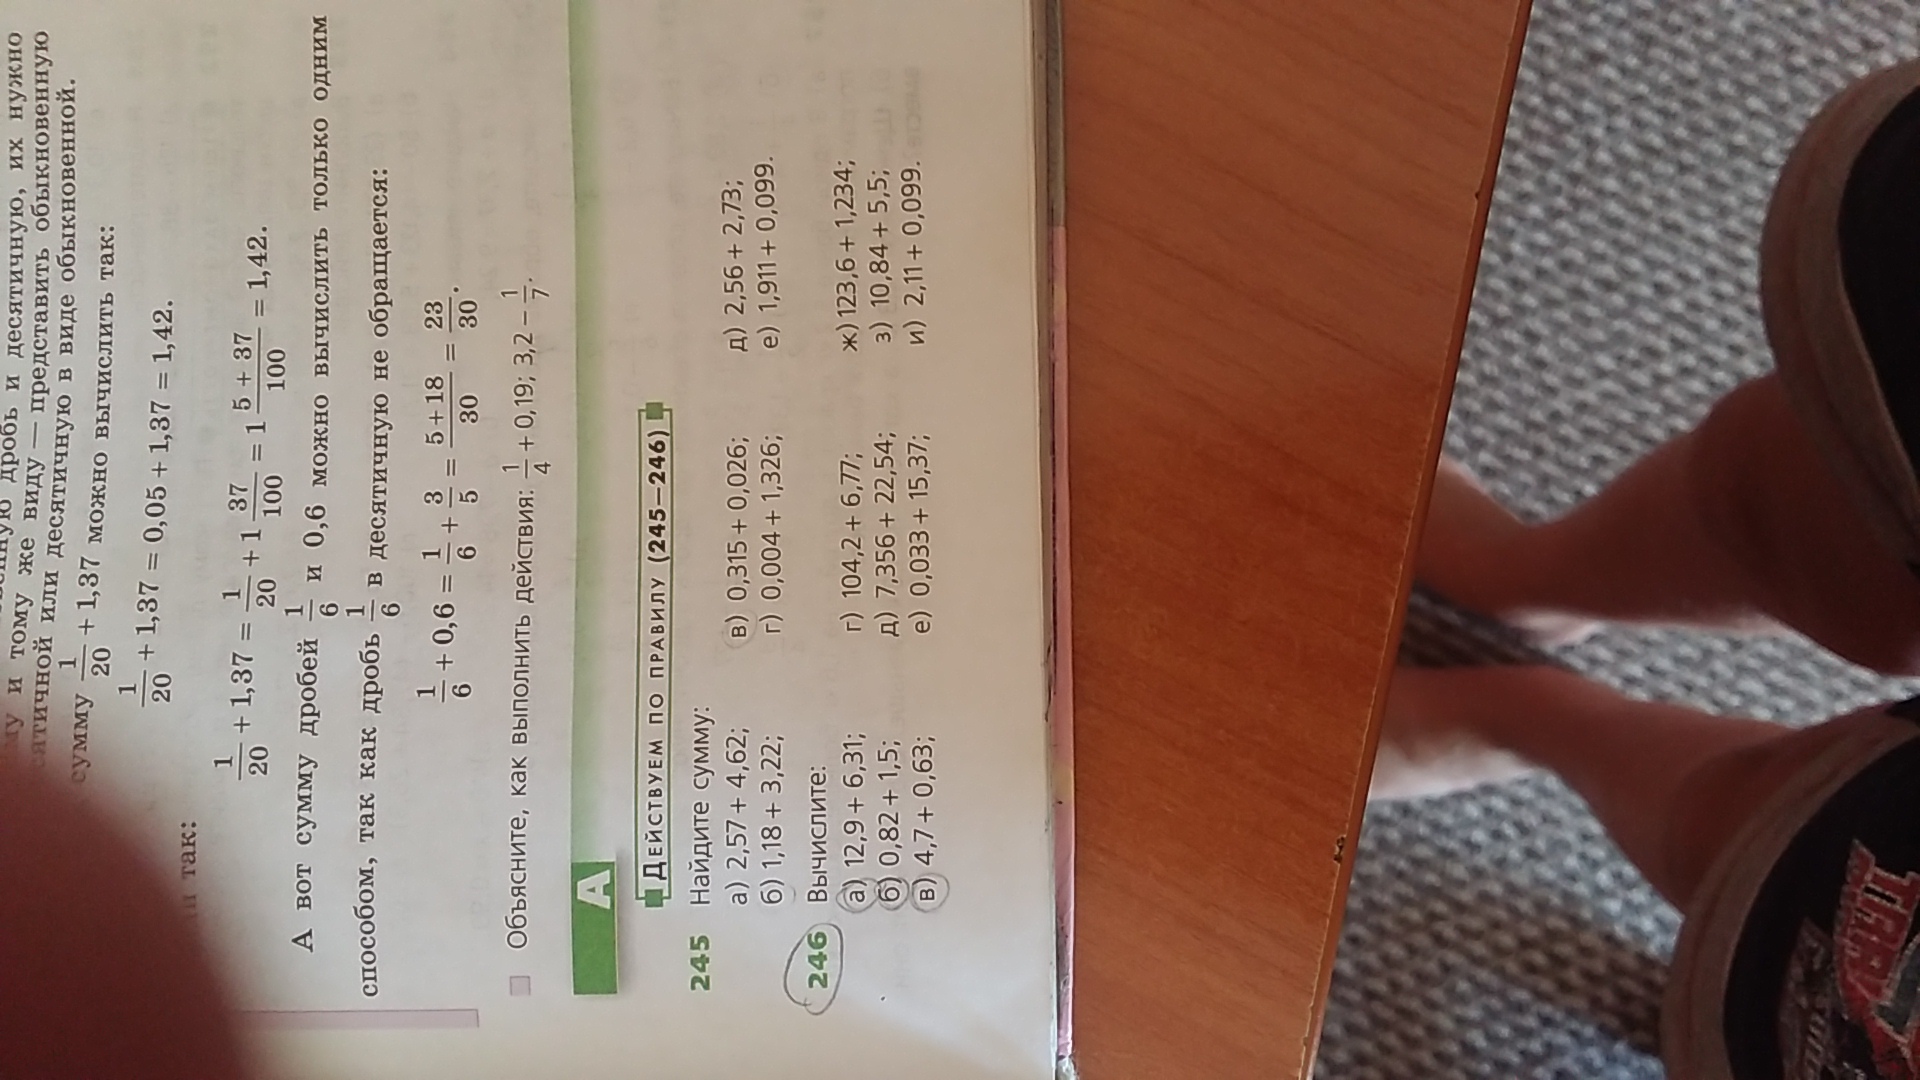 и тому же виду — представить обыкновенную дробь и десятичную, их нужно
или десятичную в виде обыкновенной.
сумму 1/20 + 1,37 можно вычислить так:
1/20 + 1,37 = 0,05 + 1,37 = 1,42.
так:
1/20 + 1,37 = 1/20 + 1 37/100 = 1 5 + 37/100 = 1,42.
А вот сумму дробей 1/6 и 0,6 можно вычислить только одним
способом, так как дробь 1/6 в десятичную не обращается:
1/6 + 0,6 = 1/6 + 3/5 = 5+18/30 = 23/30.
Объясните, как выполнить действия: 1/4 + 0,19; 3,2 − 1/7.
А
ДЕЙСТВУЕМ ПО ПРАВИЛУ (245–246)
245 Найдите сумму:
а) 2,57 + 4,62; в) 0,315 + 0,026; д) 2,56 + 2,73;
б) 1,18 + 3,22; г) 0,004 + 1,326; е) 1,911 + 0,099.
246 Вычислите:
а) 12,9 + 6,31; г) 104,2 + 6,77; ж) 123,6 + 1,234;
б) 0,82 + 1,5; д) 7,356 + 22,54; з) 10,84 + 5,5;
в) 4,7 + 0,63; е) 0,033 + 15,37; и) 2,11 + 0,099.